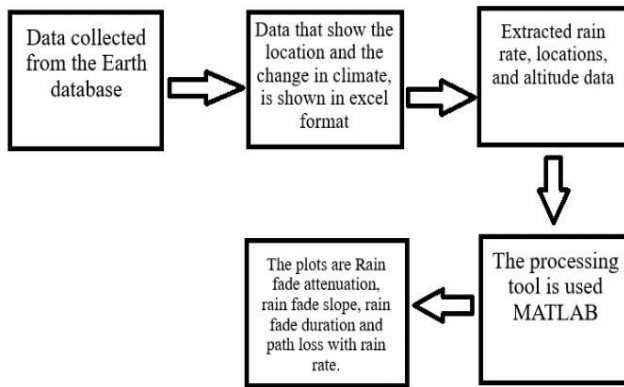 Data collected
from the Earth
database
Data that show the
location and the
change in climate,
is shown in excel
format
Extracted rain
rate, locations,
and altitude data
The processing
tool is used
MATLAB
The plots are Rain
fade attenuation,
rain fade slope, rain
fade duration and
path loss with rain
rate.